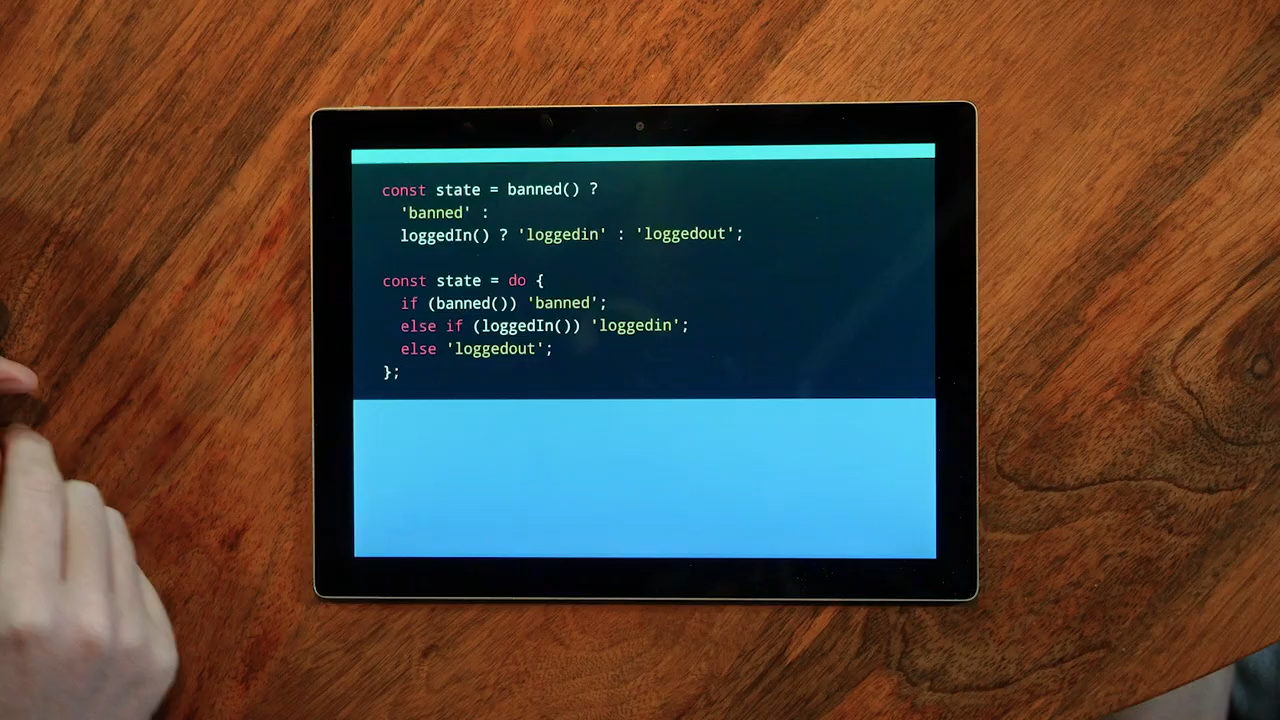 const state = banned() ?
  'banned' :
  loggedIn() ? 'loggedin' : 'loggedout';

const state = do {
  if (banned()) 'banned';
  else if (loggedIn()) 'loggedin';
  else 'loggedout';
};